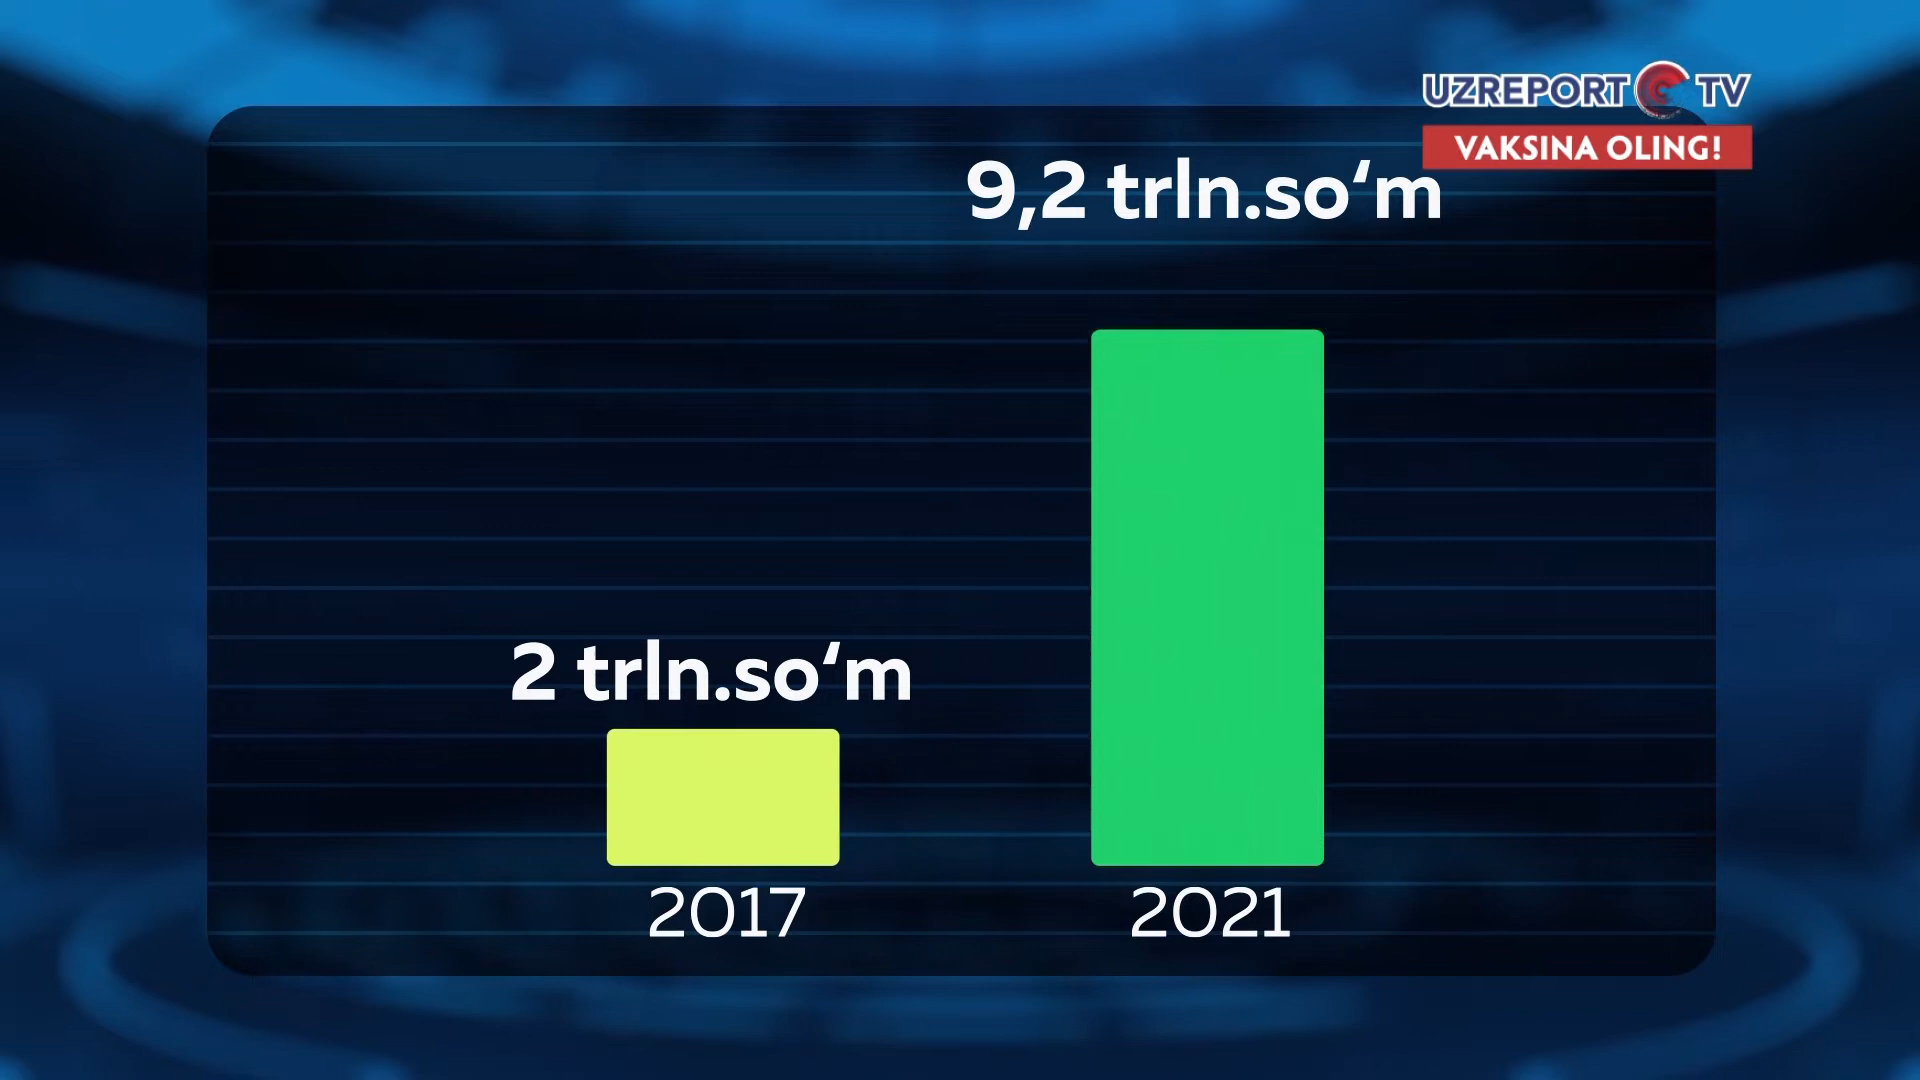 UZREPORT TV
VAKSINA OLING!
9,2 trln.so‘m
2 trln.so‘m
2017
2021